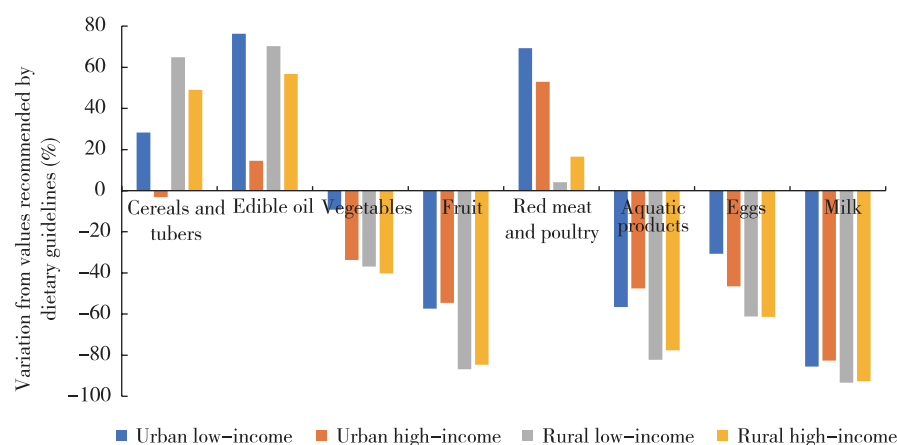 Variation from values recommended by
dietary guidelines (%)
80
60
40
20
0
−20
−40
−60
−80
−100
Cereals and
tubers
Edible oil
Vegetables
Fruit
Red meat
and poultry
Aquatic
products
Eggs
Milk
Urban low−income
Urban high−income
Rural low−income
Rural high−income